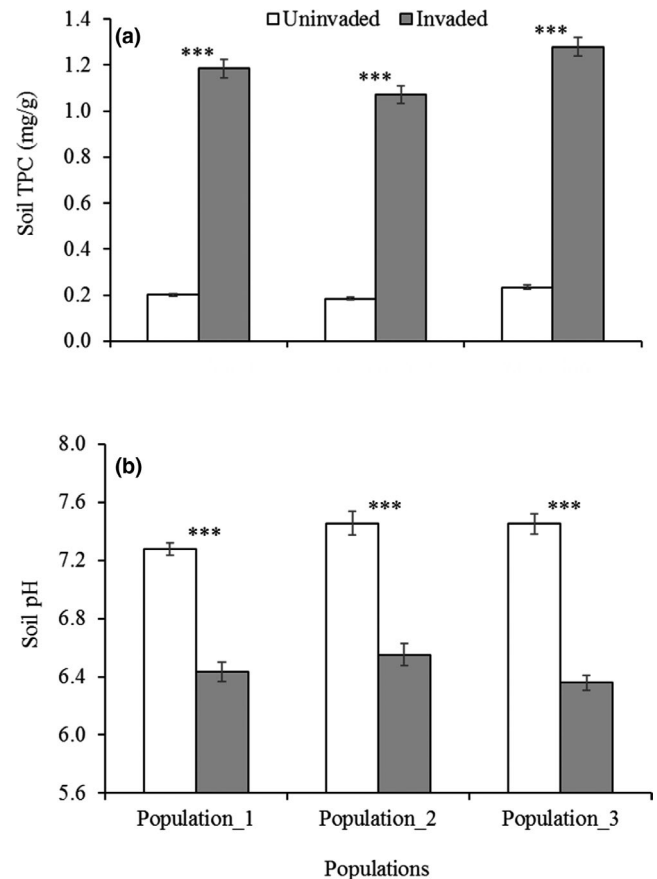 (a)
Uninvaded Invaded
Soil TPC (mg/g)
1.4
1.2
1.0
0.8
0.6
0.4
0.2
0.0
*** *** ***
(b)
Soil pH
8.0
7.6
7.2
6.8
6.4
6.0
5.6
*** *** ***
Population_1 Population_2 Population_3
Populations